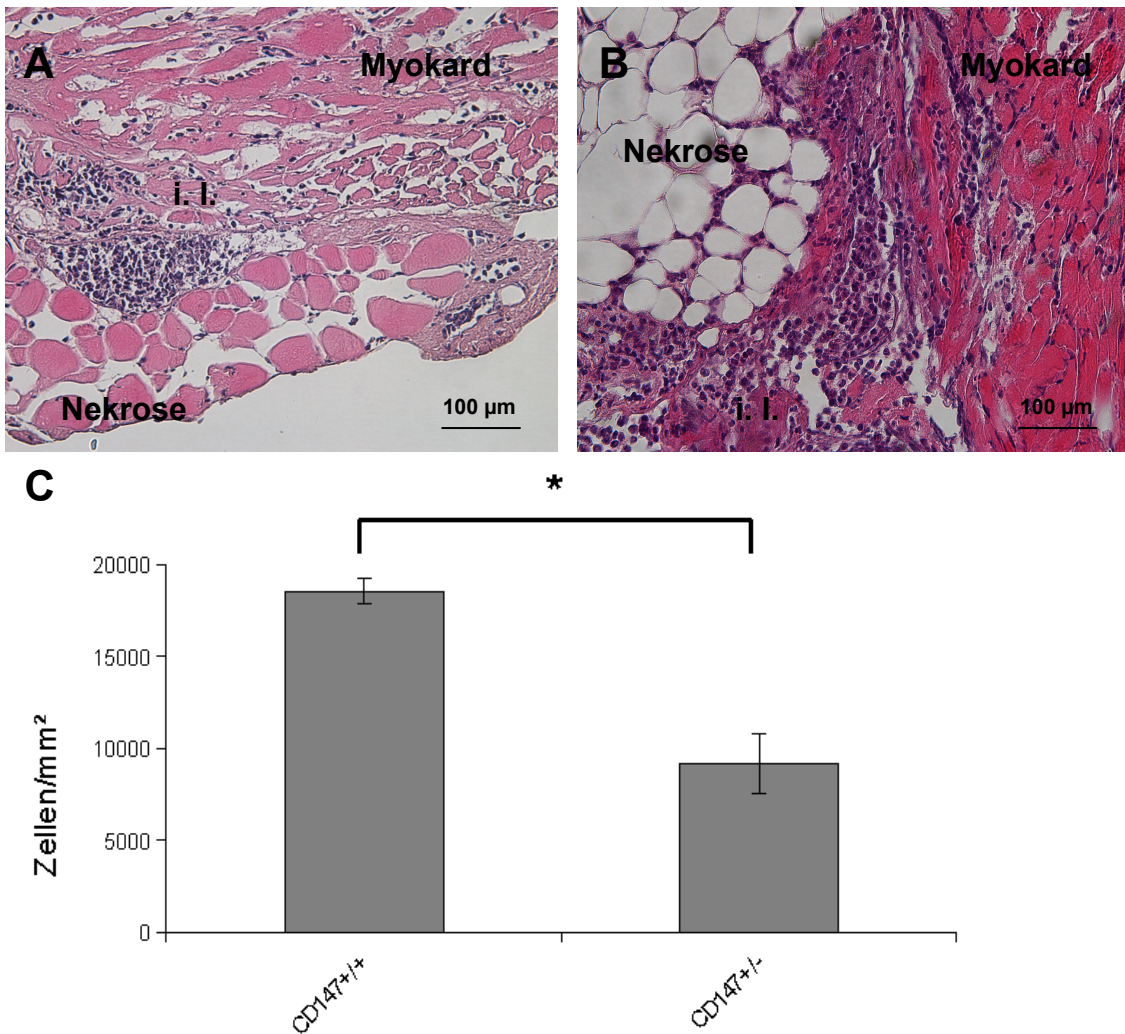 A
Myokard
i. l.
Nekrose
100 µm
B
Myokard
Nekrose
i. l.
100 µm
C
*
20000
15000
10000
5000
0
Zellen/mm²
CD147+/+
CD147+/-